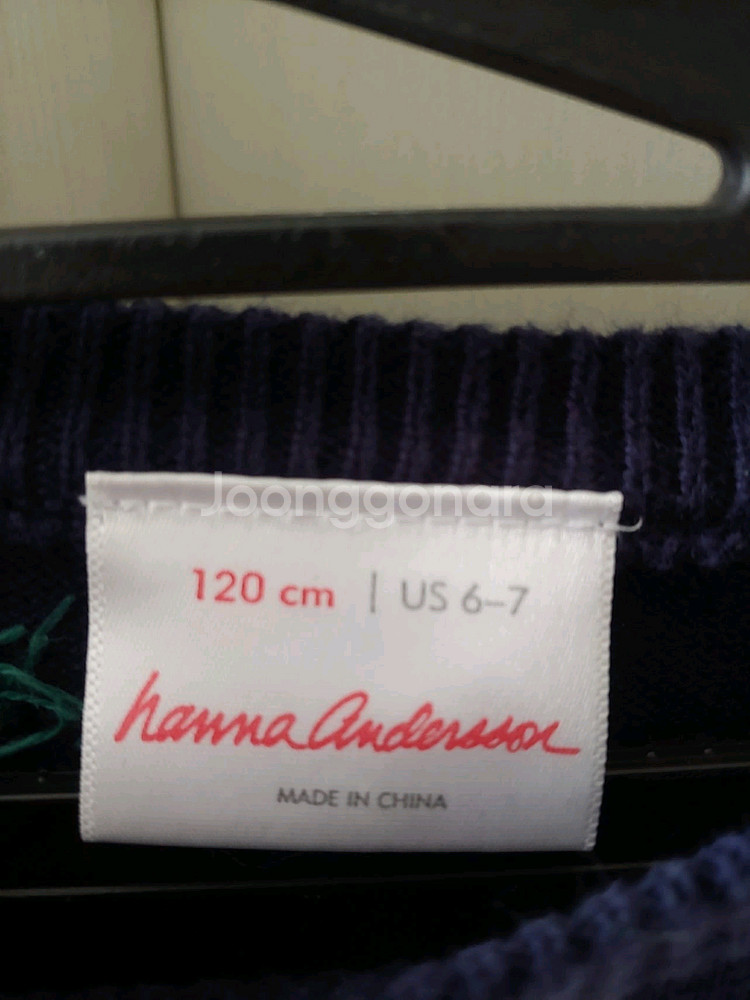 Joonggonara
120 cm | US 6–7
hanna Andersson
MADE IN CHINA